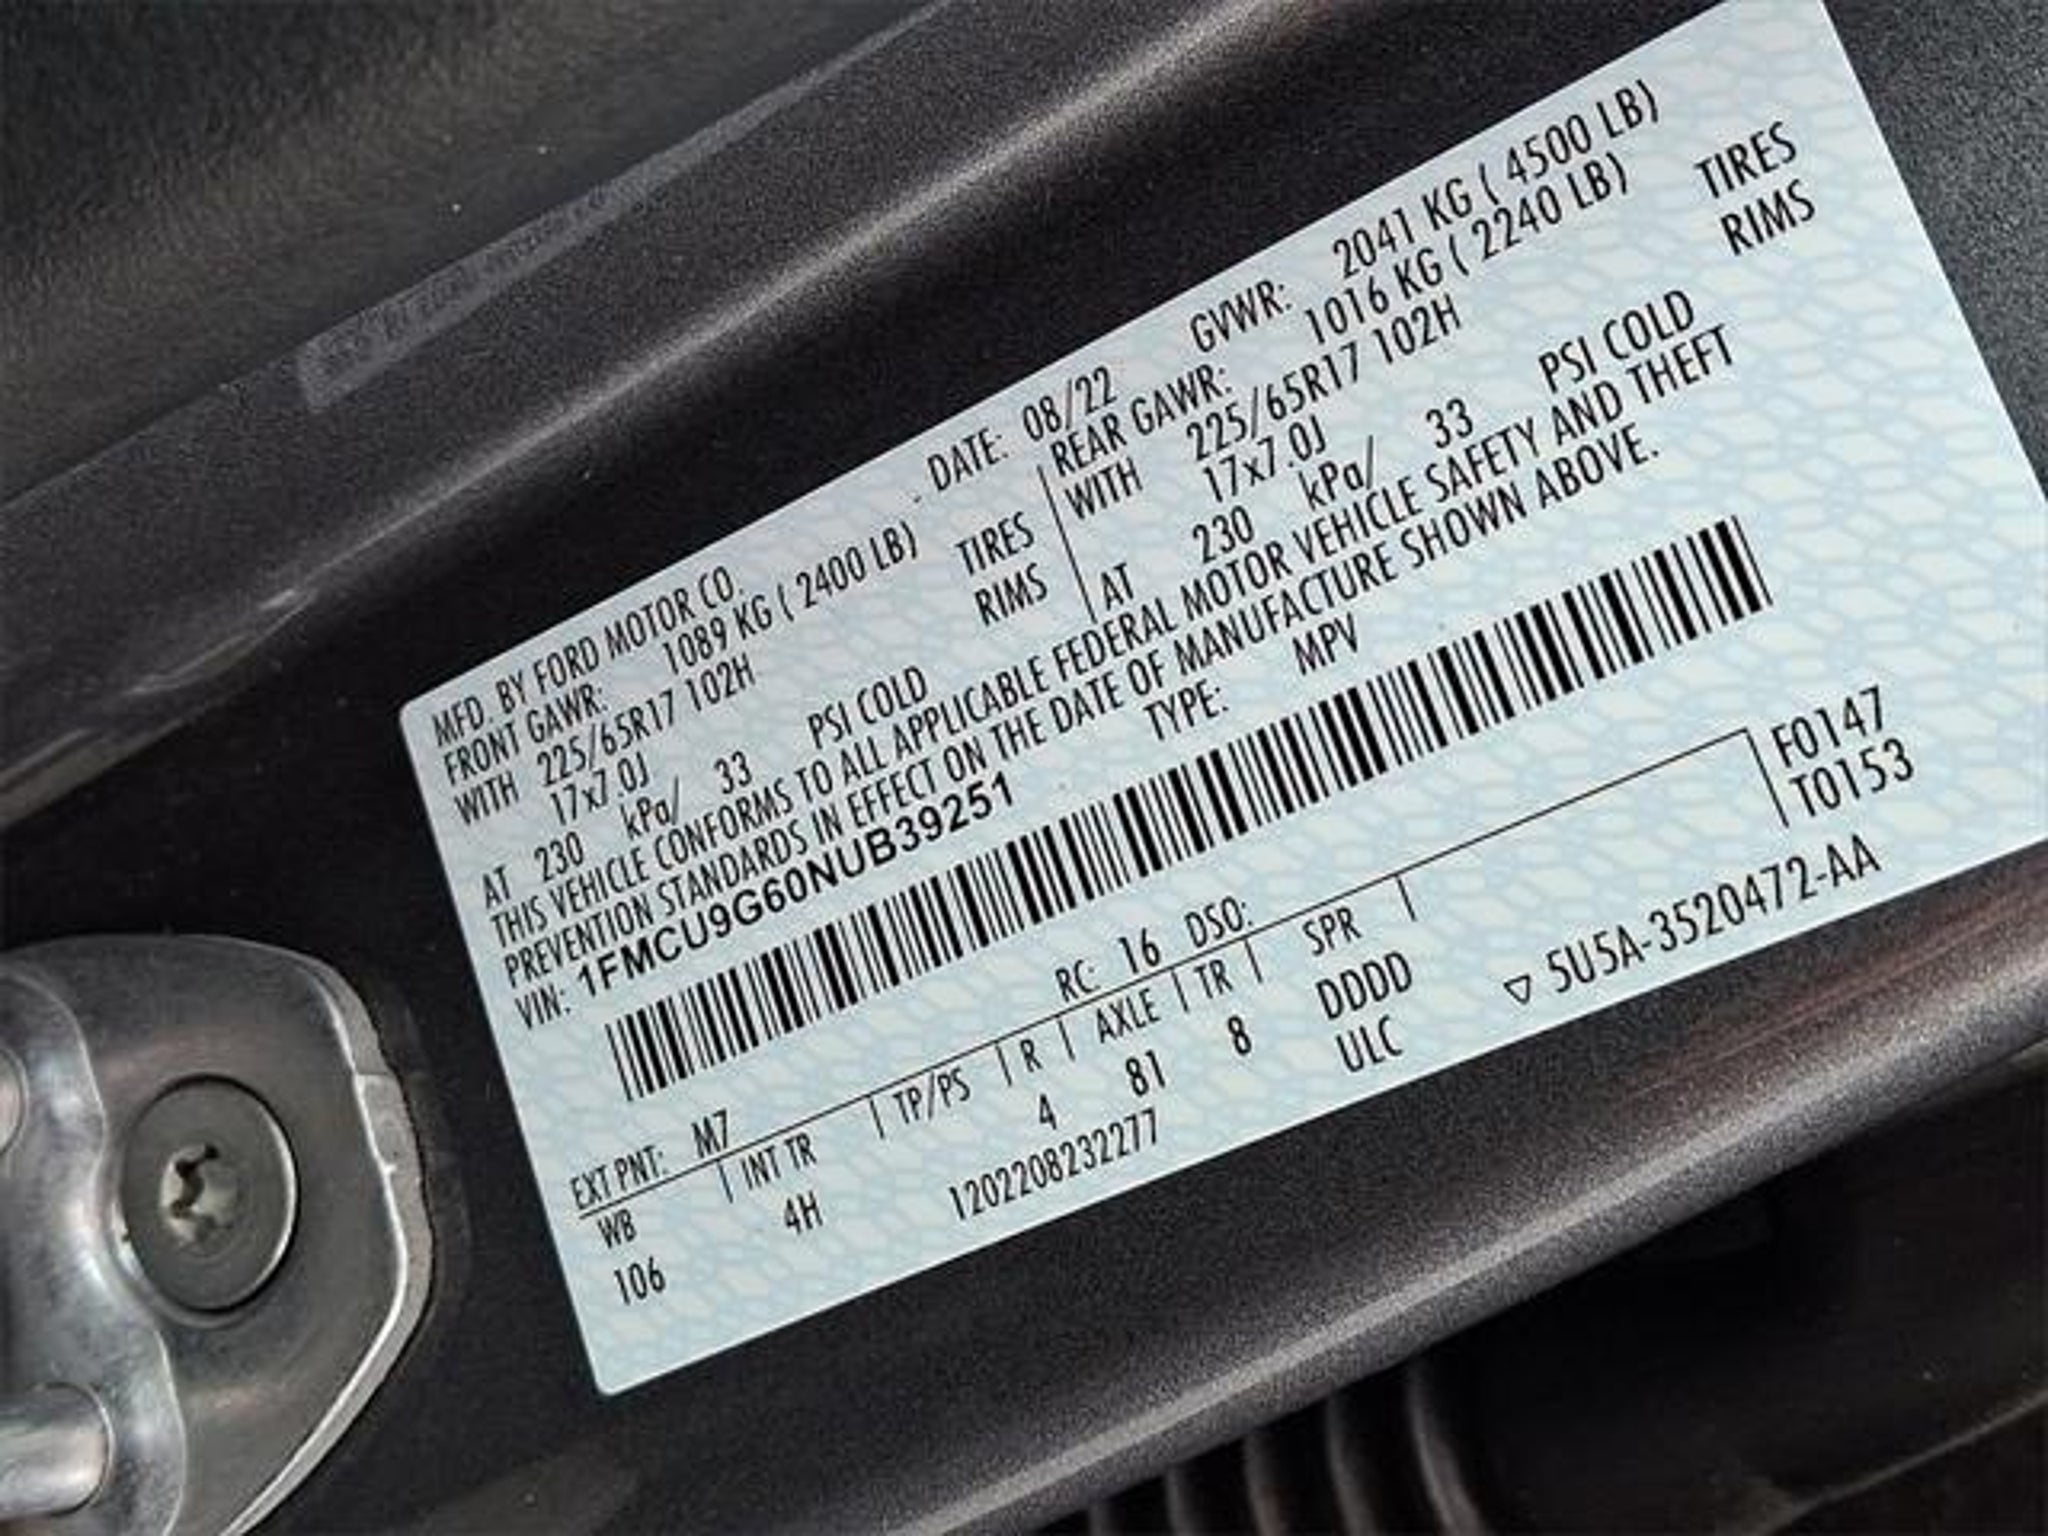 MFD. BY FORD MOTOR CO. DATE: 08/22 GVWR: 2041 KG ( 4500 LB)
FRONT GAWR: 1089 KG ( 2400 LB) REAR GAWR: 1016 KG ( 2240 LB)
WITH 225/65R17 102H TIRES WITH 225/65R17 102H TIRES
17x7.0J RIMS 17x7.0J RIMS
AT 230 kPa/ 33 PSI COLD AT 230 kPa/ 33 PSI COLD
THIS VEHICLE CONFORMS TO ALL APPLICABLE FEDERAL MOTOR VEHICLE SAFETY AND THEFT
PREVENTION STANDARDS IN EFFECT ON THE DATE OF MANUFACTURE SHOWN ABOVE.
VIN: 1FMCU9G60NUB39251 TYPE: MPV
EXT PNT: M7 RC: 16 DSO: F0147
WB INT TR TP/PS R AXLE TR SPR T0153
106 4H 4 81 8 DDDD
1202208232277 ULC
▽ 5U5A-3520472-AA